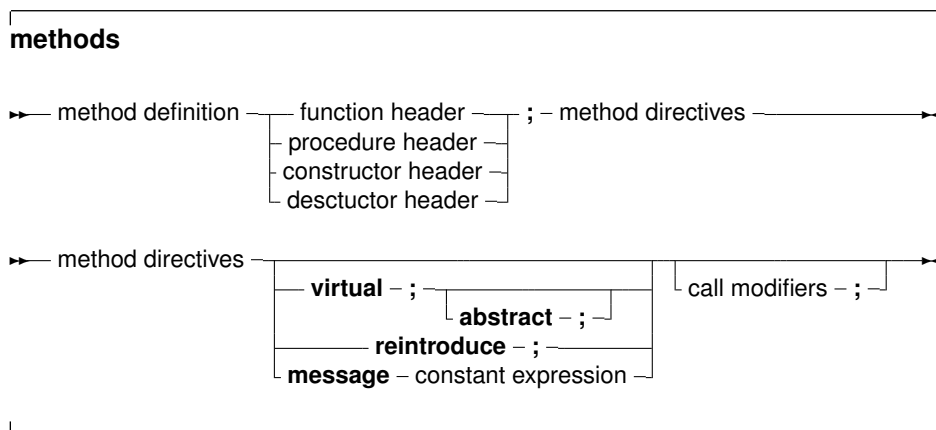 methods
method definition function header ; method directives
procedure header
constructor header
desctuctor header
method directives
virtual ; call modifiers ;
abstract ;
reintroduce ;
message constant expression